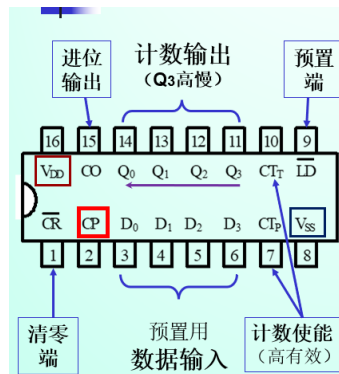 进位
输出
计数输出
（Q3高慢）
预置
端
16 15 14 13 12 11 10 9
VDD CO Q0 Q1 Q2 Q3 CTT LD
CR CP D0 D1 D2 D3 CTP VSS
1 2 3 4 5 6 7 8
清零
端
预置用
数据输入
计数使能
（高有效）